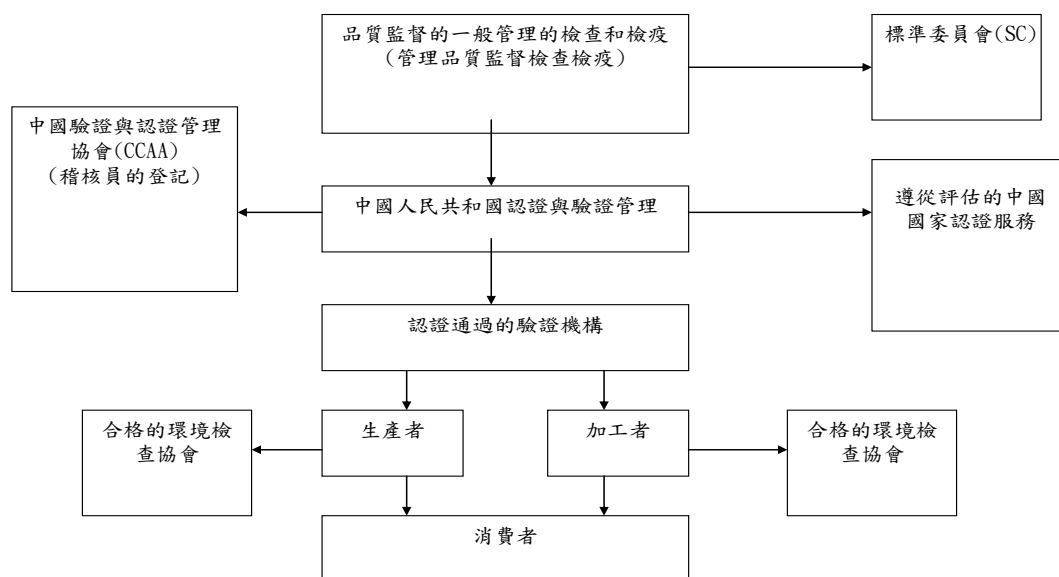 品質監督的一般管理的檢查和檢疫
(管理品質監督檢查檢疫)
標準委員會(SC)
中國驗證與認證管理
協會(CCAA)
(稽核員的登記)
中國人民共和國認證與驗證管理
遵從評估的中國
國家認證服務
認證通過的驗證機構
合格的環境檢
查協會
生產者
加工者
合格的環境檢
查協會
消費者